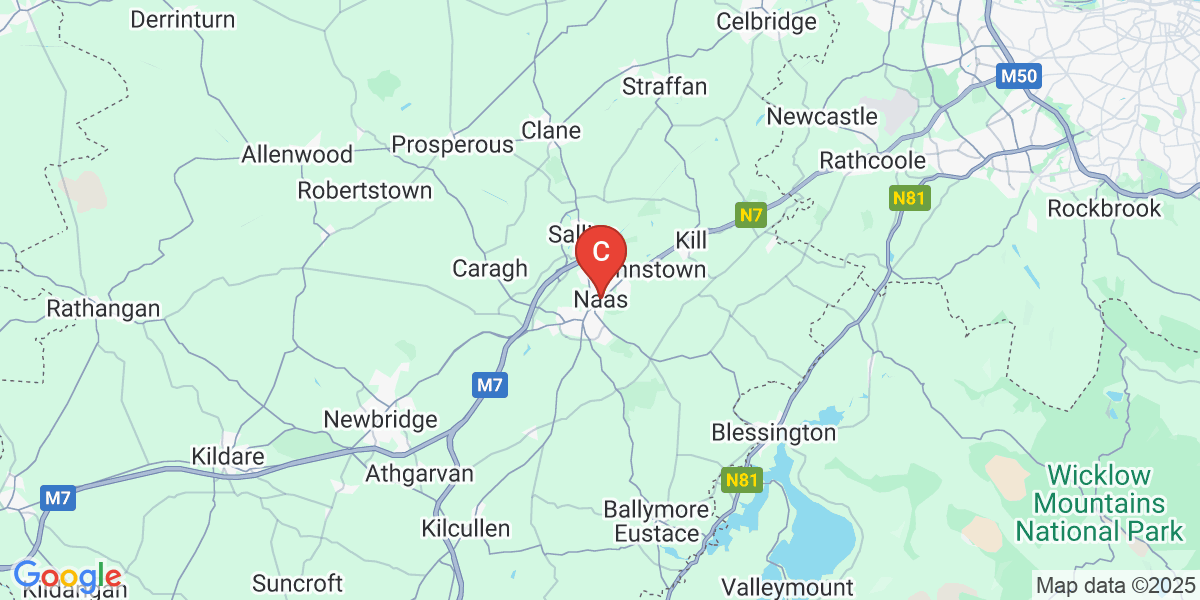 Derrinturn
Celbridge
M50
Straffan
Newcastle
Clane
Prosperous
Allenwood
Rathcoole
Robertstown
N81
Rockbrook
N7
Kill
C
Caragh
Naas
Rathangan
M7
Newbridge
Blessington
Kildare
Athgarvan
Wicklow
Mountains
National Park
N81
M7
Ballymore
Eustace
Kilcullen
Google
Suncroft
Valleymount
Kildangan
Map data ©2025